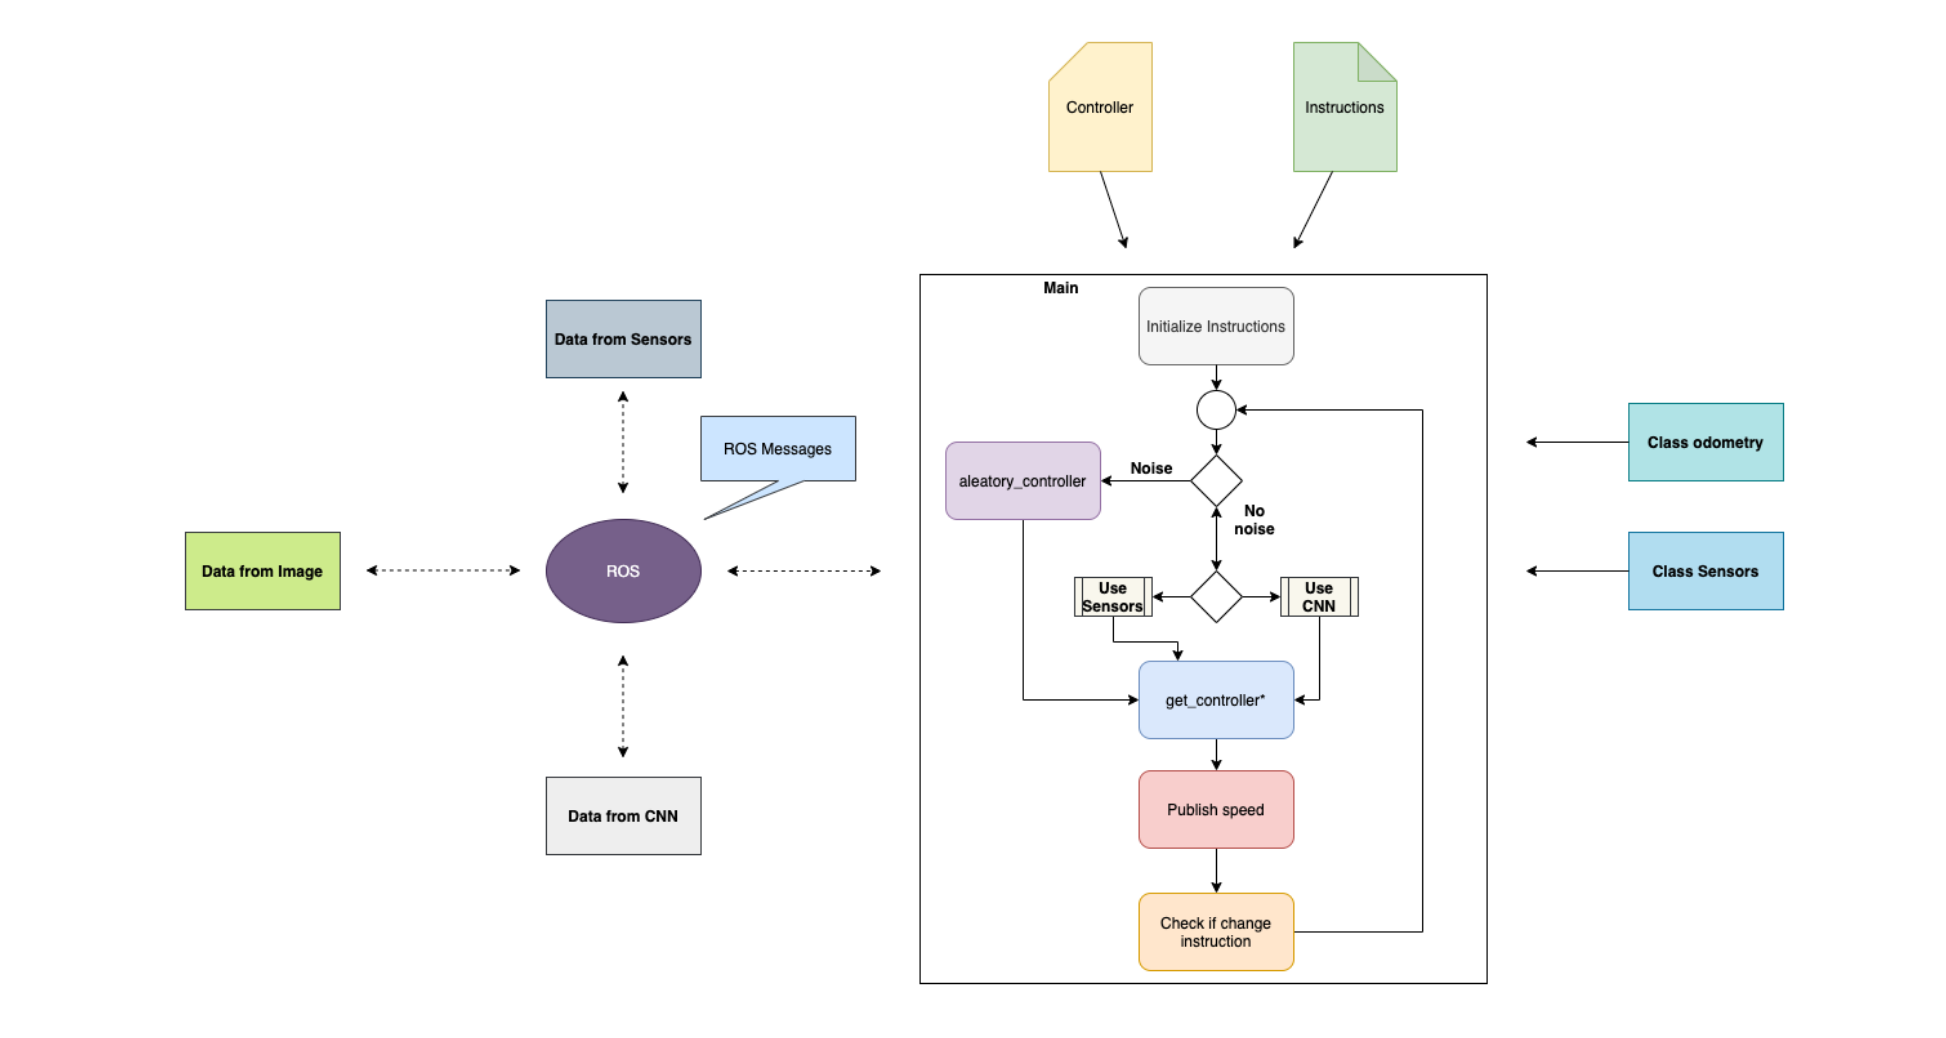 Controller
Instructions
Main
Initialize Instructions
Data from Sensors
ROS Messages
Class odometry
Noise
aleatory_controller
No
noise
Data from Image
ROS
Class Sensors
Use
Sensors
Use
CNN
get_controller*
Data from CNN
Publish speed
Check if change
instruction